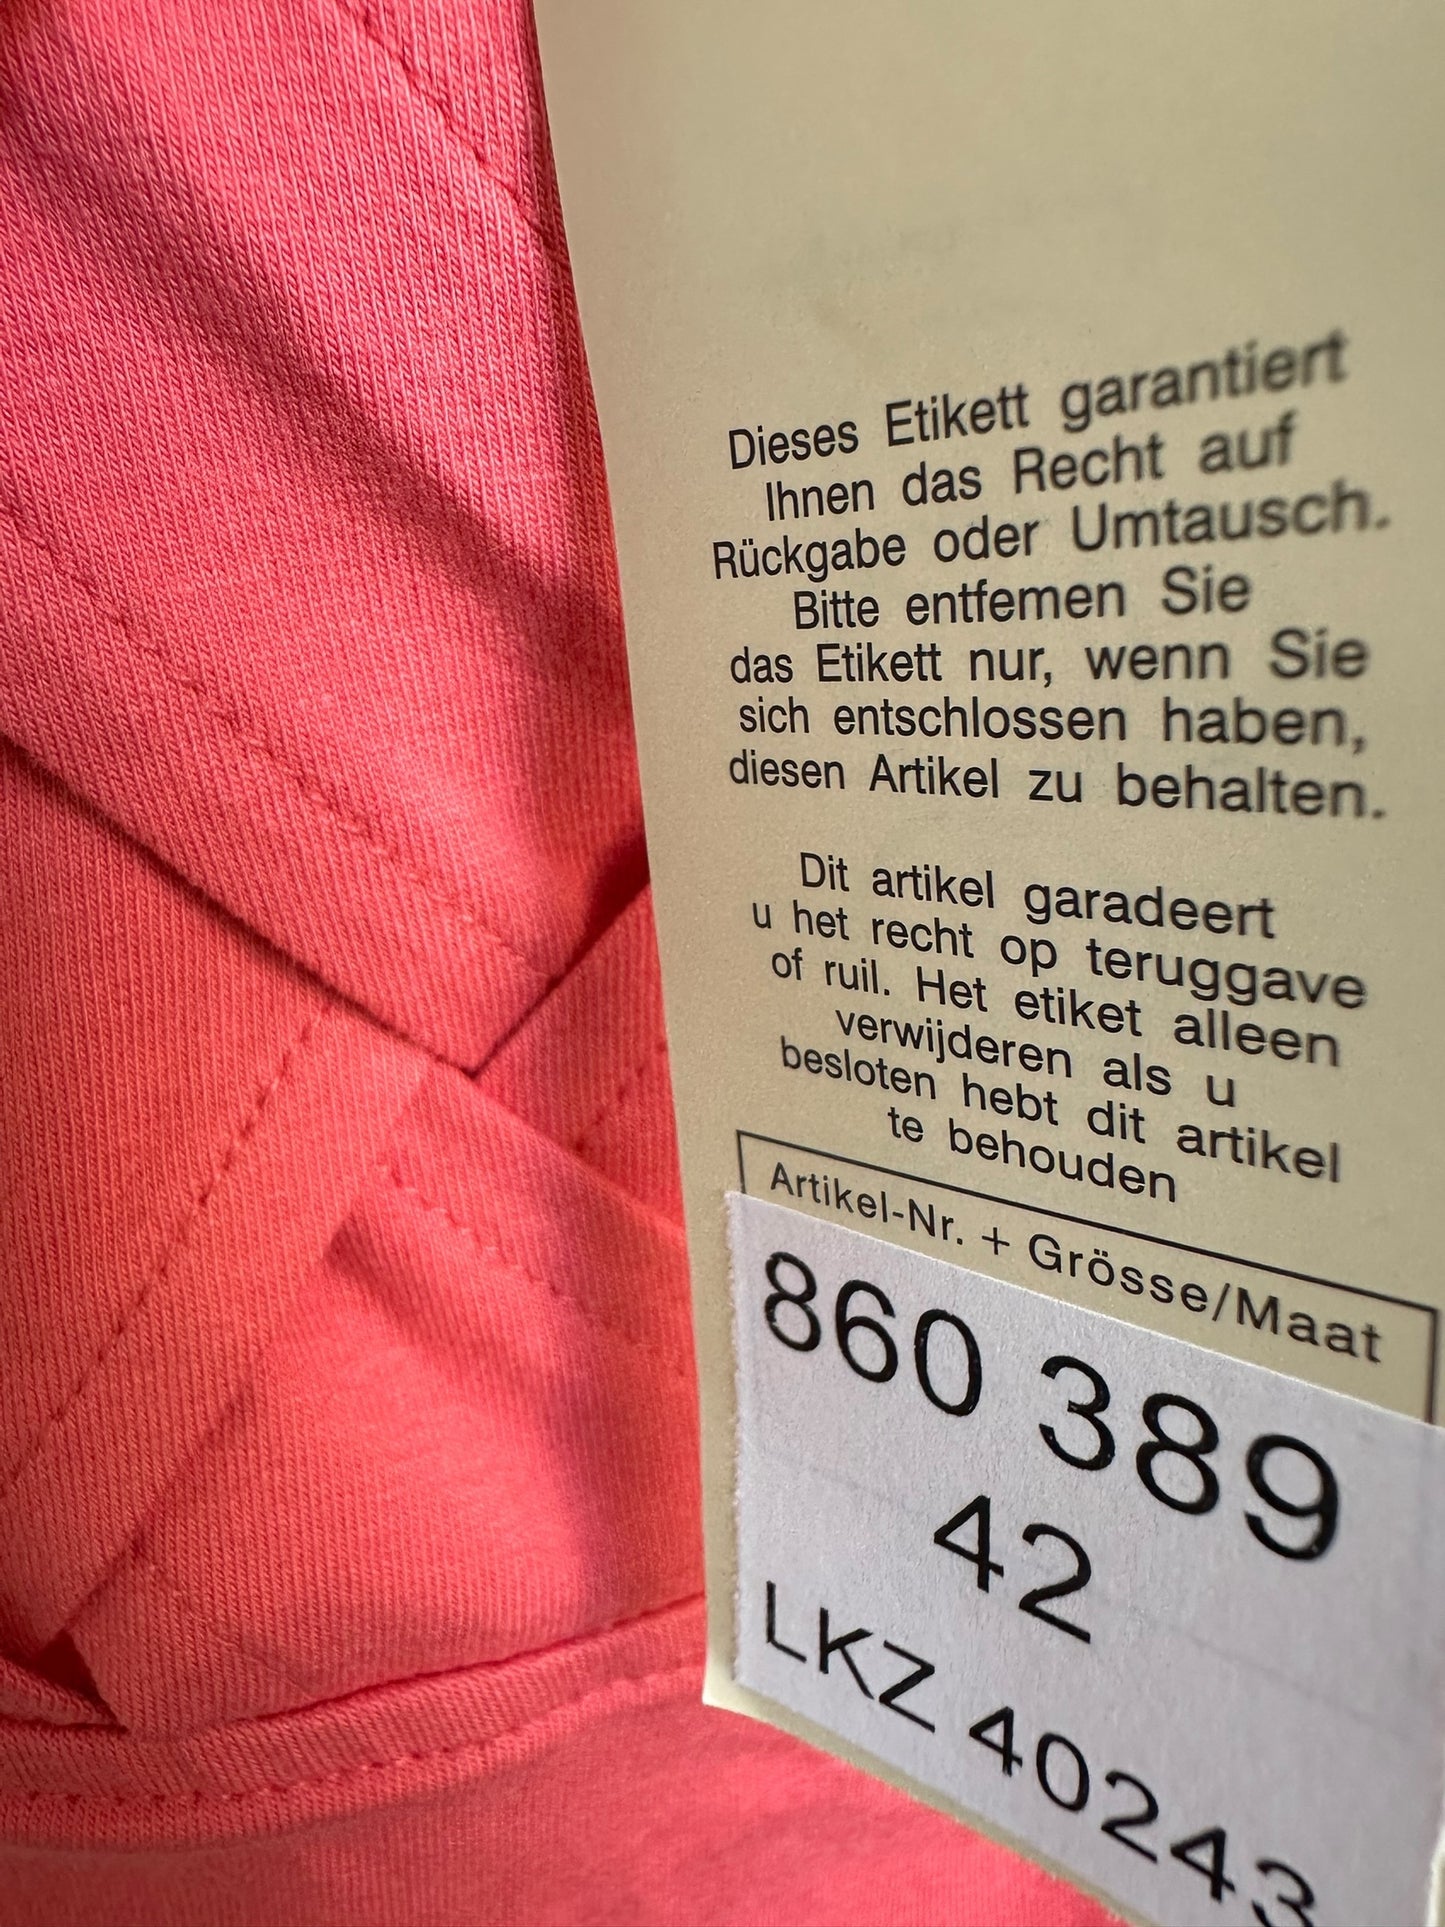 Dieses Etikett garantiert
Ihnen das Recht auf
Rückgabe oder Umtausch.
Bitte entfemen Sie
das Etikett nur, wenn Sie
sich entschlossen haben,
diesen Artikel zu behalten.
Dit artikel garadeert
u het recht op teruggave
of ruil. Het etiket alleen
verwijderen als u
besloten hebt dit artikel
te behouden
Artikel-Nr. + Grösse/Maat
860 389
42
LKZ 40243